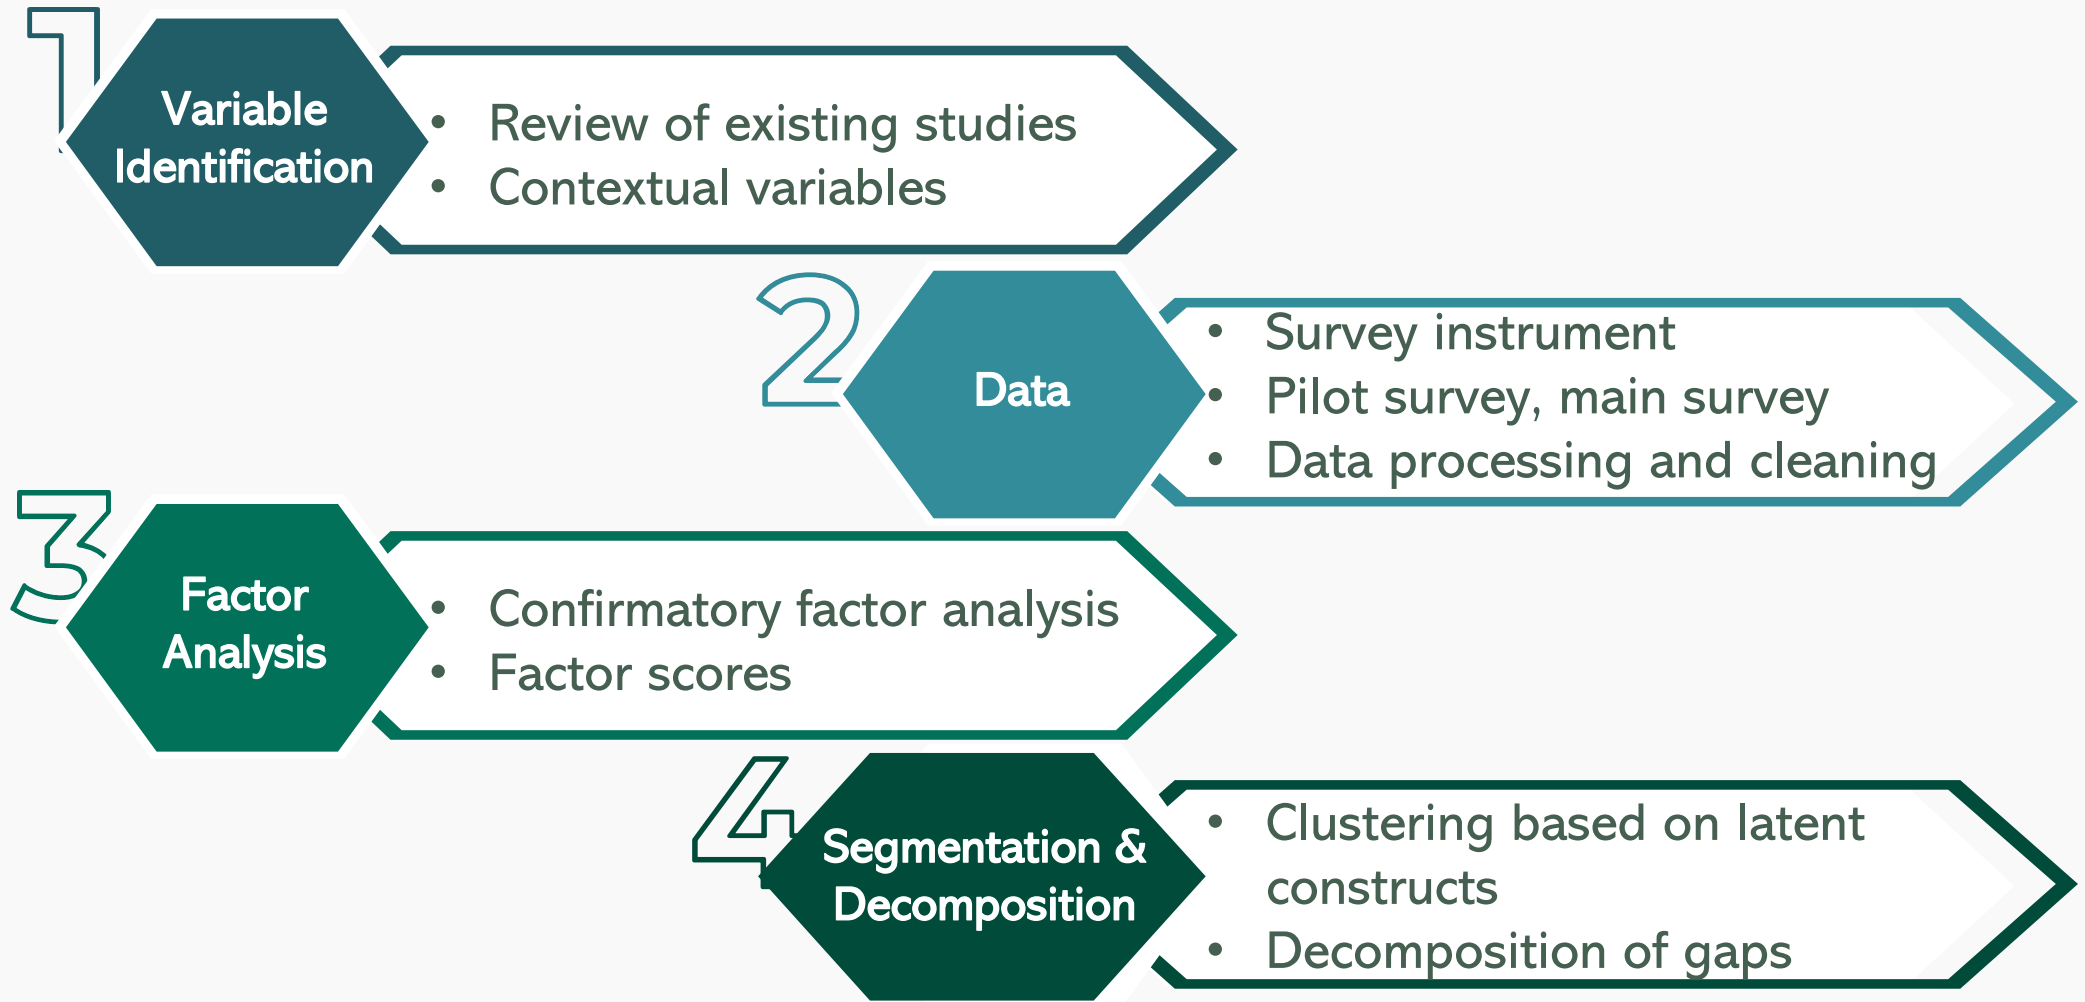 1
Variable
Identification
• Review of existing studies
• Contextual variables
2
Data
• Survey instrument
• Pilot survey, main survey
• Data processing and cleaning
3
Factor
Analysis
• Confirmatory factor analysis
• Factor scores
4
Segmentation &
Decomposition
• Clustering based on latent
constructs
• Decomposition of gaps